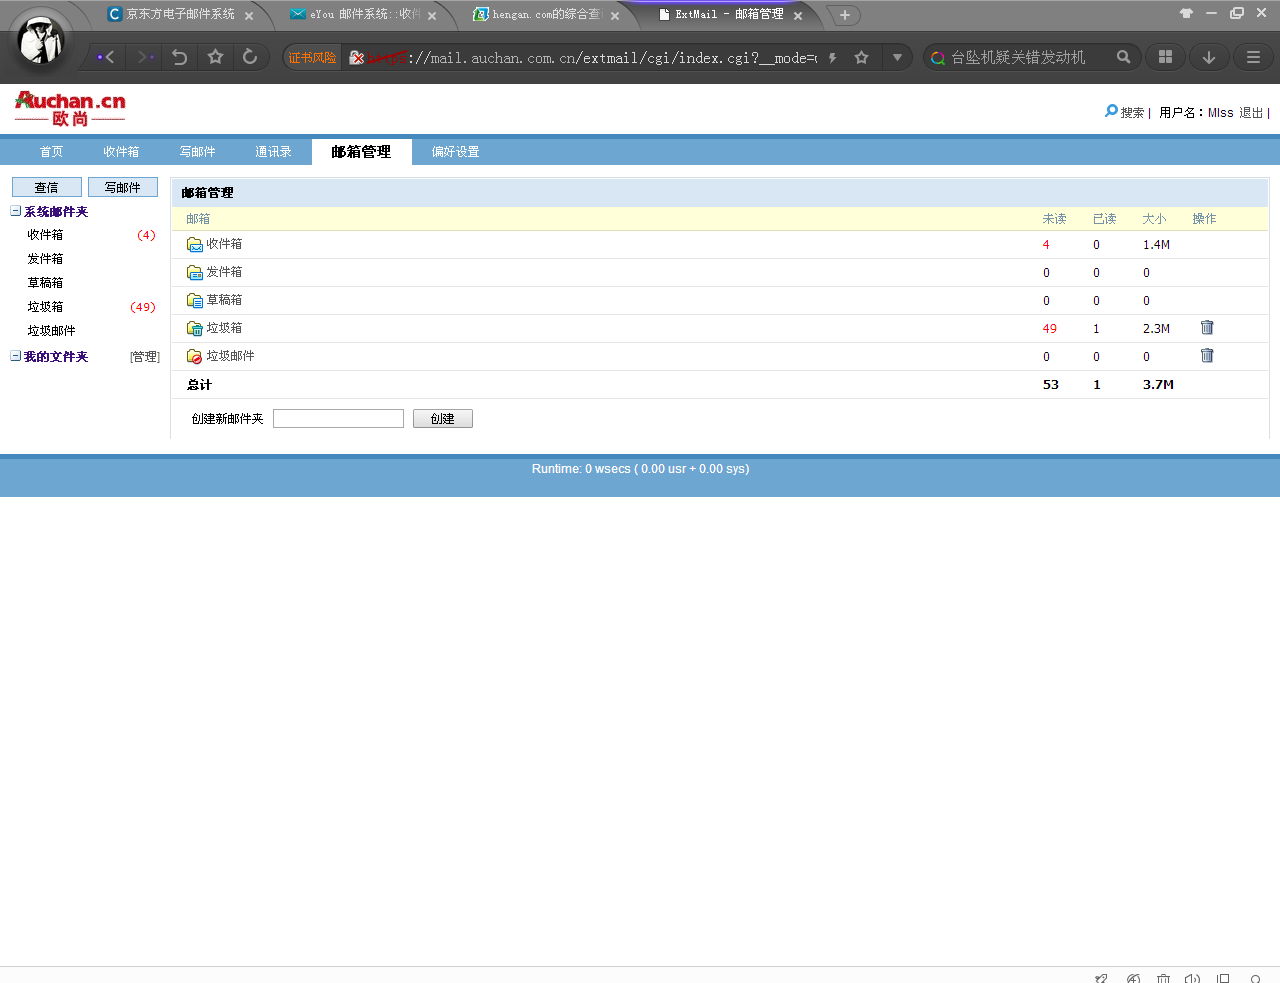 京东方电子邮件系统
eYou 邮件系统::收件
hengan.com的综合查
ExtMail - 邮箱管理
证书风险
://mail.auchan.com.cn/extmail/cgi/index.cgi?__mode=
台坠机疑关错发动机
Auchan.cn
欧尚
搜索 | 用户名：MIss 退出 |
首页 收件箱 写邮件 通讯录 邮箱管理 偏好设置
查信 写邮件
系统邮件夹
收件箱 (4)
发件箱
草稿箱
垃圾箱 (49)
垃圾邮件
我的文件夹 [管理]
邮箱管理
邮箱 未读 已读 大小 操作
收件箱 4 0 1.4M
发件箱 0 0 0
草稿箱 0 0 0
垃圾箱 49 1 2.3M
垃圾邮件 0 0 0
总计 53 1 3.7M
创建新邮件夹 创建
Runtime: 0 wsecs ( 0.00 usr + 0.00 sys)